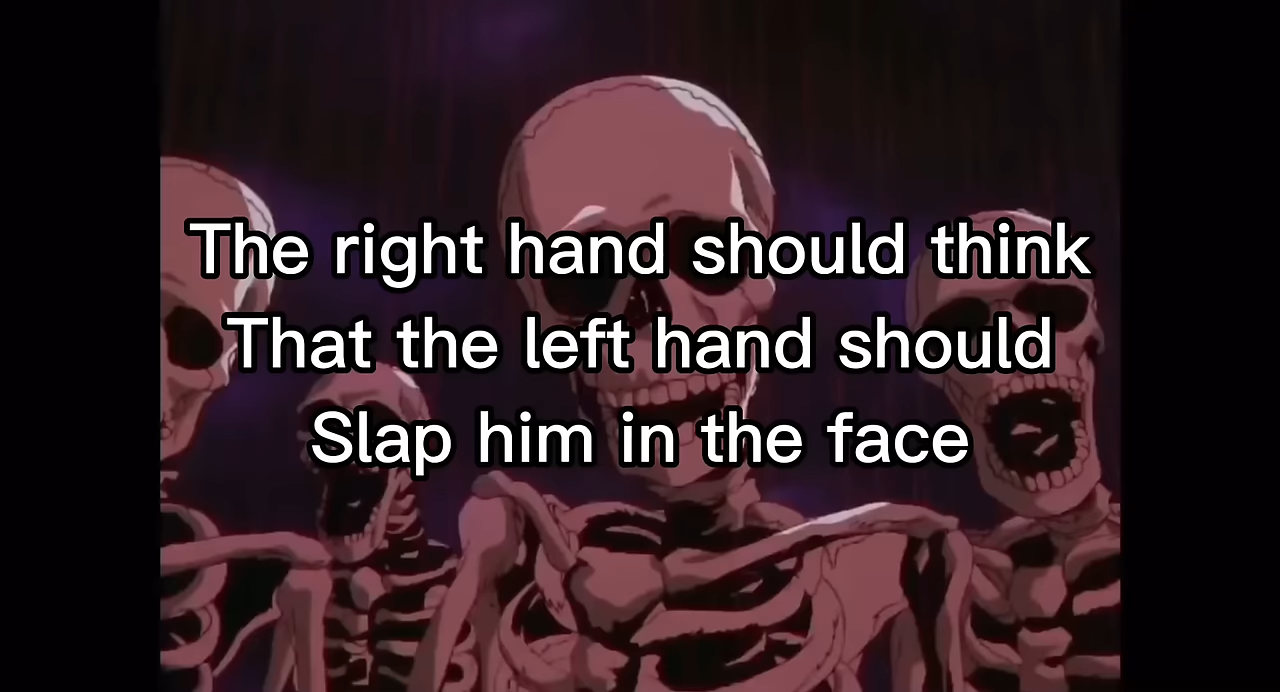 The right hand should think
That the left hand should
Slap him in the face